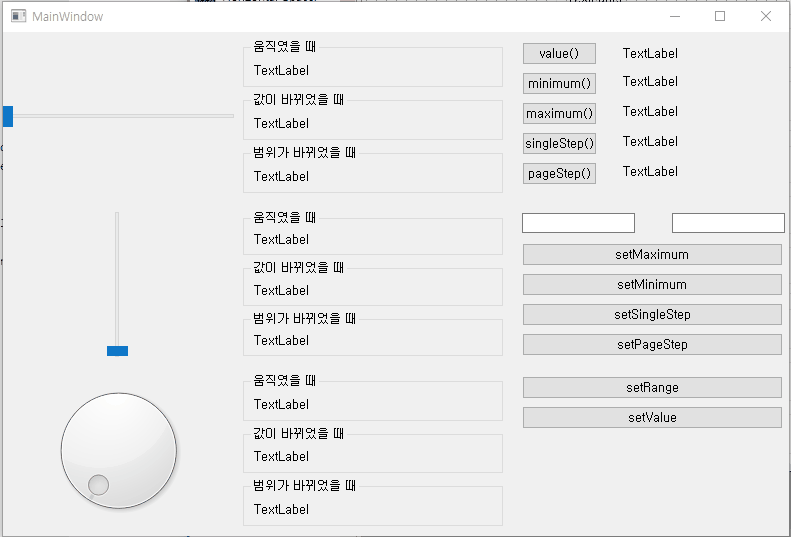 MainWindow
움직였을 때
TextLabel
값이 바뀌었을 때
TextLabel
범위가 바뀌었을 때
TextLabel
움직였을 때
TextLabel
값이 바뀌었을 때
TextLabel
범위가 바뀌었을 때
TextLabel
움직였을 때
TextLabel
값이 바뀌었을 때
TextLabel
범위가 바뀌었을 때
TextLabel
value() TextLabel
minimum() TextLabel
maximum() TextLabel
singleStep() TextLabel
pageStep() TextLabel
setMaximum
setMinimum
setSingleStep
setPageStep
setRange
setValue